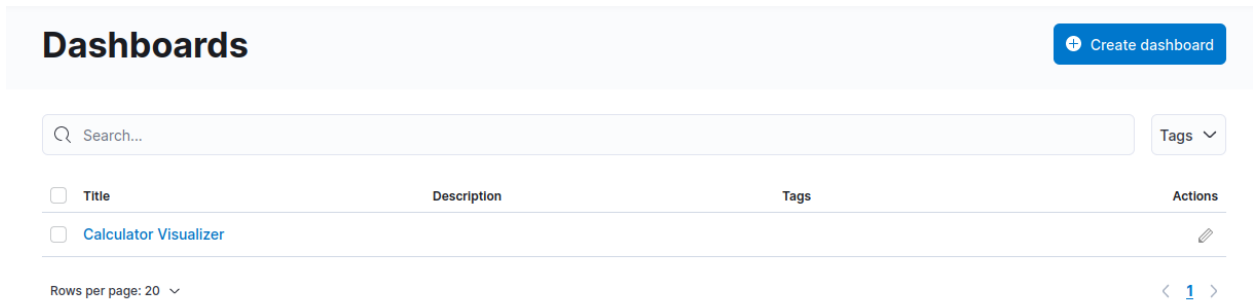 Dashboards
Create dashboard
Search...
Tags
Title Description Tags Actions
Calculator Visualizer
Rows per page: 20
1